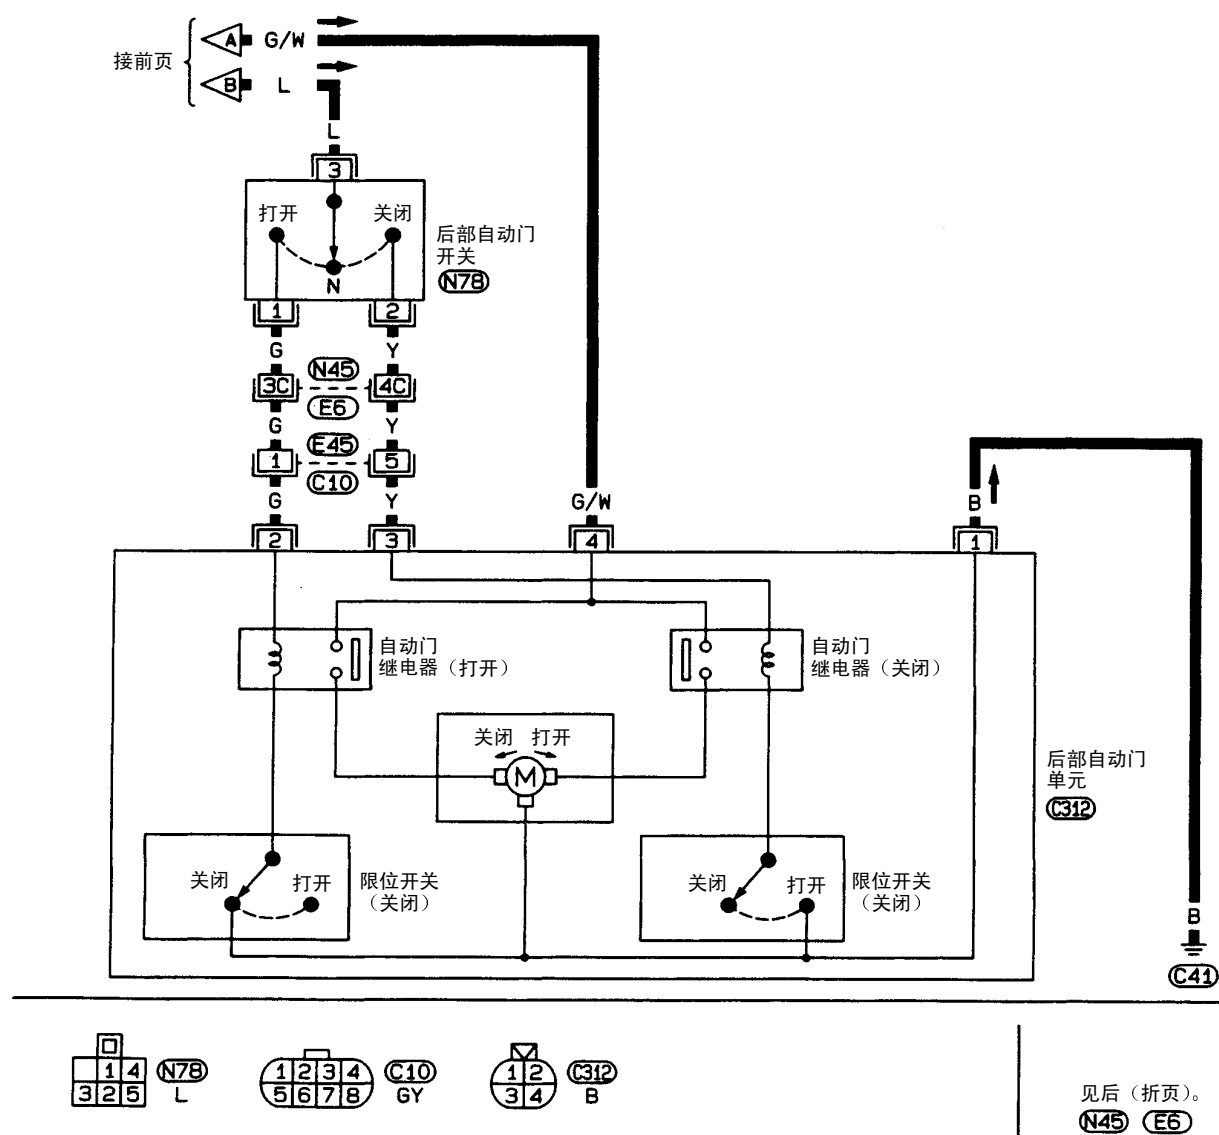 接前页
A G/W
B L
L
3
打开 关闭
N
后部自动门
开关
N78
1 2
G Y
N45
3C 4C
E6
G Y
E45
1 5
C10
G Y G/W B
2 3 4 1
自动门
继电器（打开）
自动门
继电器（关闭）
关闭 打开
M
后部自动门
单元
C312
关闭 打开
限位开关
（关闭）
关闭 打开
限位开关
（关闭）
B
C41
1 4
3 2 5
N78
L
1 2 3 4
5 6 7 8
C10
GY
1 2
3 4
C312
B
见后（折页）。
N45 E6